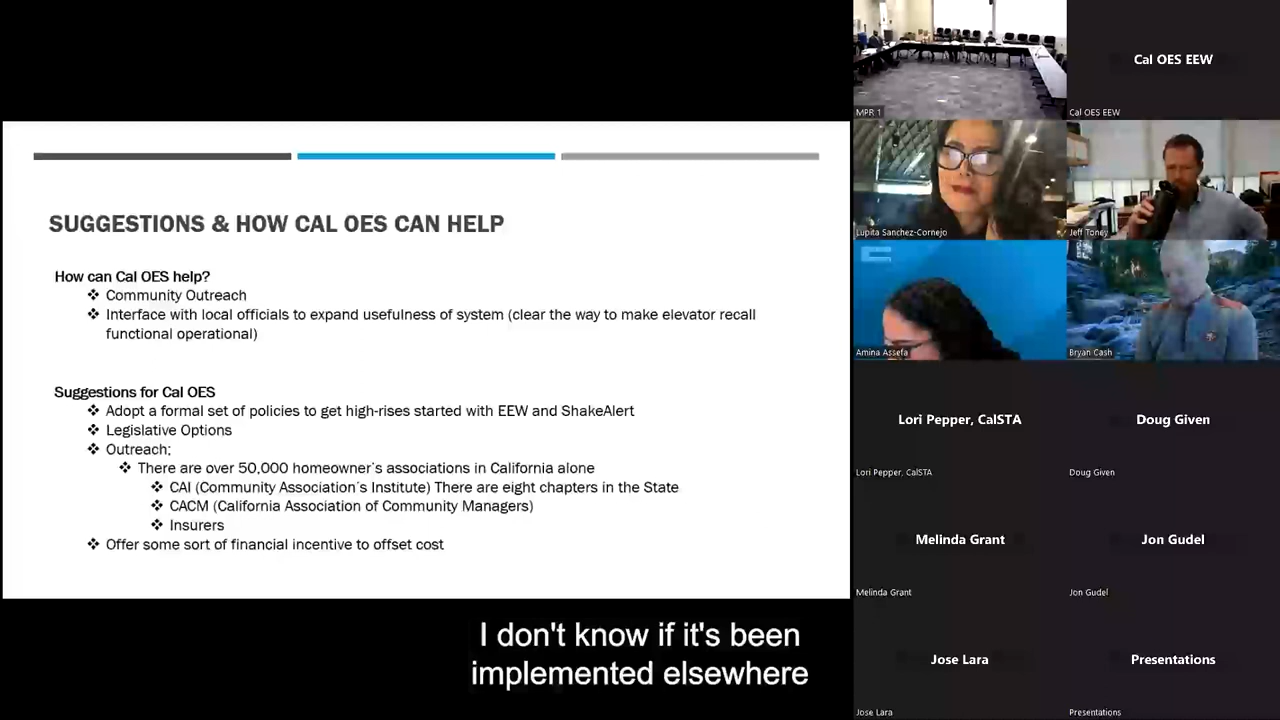 SUGGESTIONS & HOW CAL OES CAN HELP
How can Cal OES help?
❖ Community Outreach
❖ Interface with local officials to expand usefulness of system (clear the way to make elevator recall
functional operational)
Suggestions for Cal OES
❖ Adopt a formal set of policies to get high-rises started with EEW and ShakeAlert
❖ Legislative Options
❖ Outreach;
❖ There are over 50,000 homeowner's associations in California alone
❖ CAI (Community Association's Institute) There are eight chapters in the State
❖ CACM (California Association of Community Managers)
❖ Insurers
❖ Offer some sort of financial incentive to offset cost
I don't know if it's been
implemented elsewhere
MPR 1
Cal OES EEW
Cal OES EEW
Lupita Sanchez-Cornejo
Jeff Toney
Amina Assefa
Bryan Cash
Lori Pepper, CalSTA
Lori Pepper, CalSTA
Doug Given
Doug Given
Melinda Grant
Melinda Grant
Jon Gudel
Jon Gudel
Jose Lara
Jose Lara
Presentations
Presentations